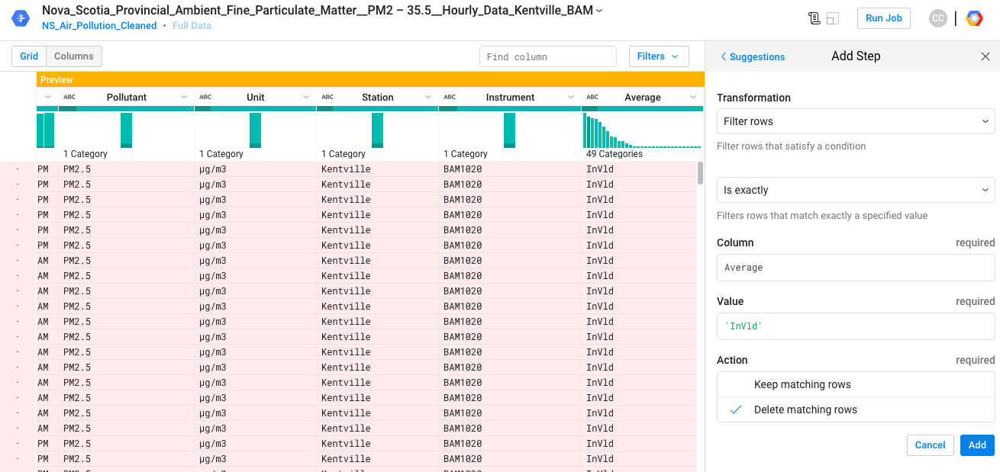 Nova_Scotia_Provincial_Ambient_Fine_Particulate_Matter__PM2 – 35.5__Hourly_Data_Kentville_BAM
NS_Air_Pollution_Cleaned • Full Data
Run Job
CC
Grid Columns
Find column
Filters
Suggestions
Add Step
Preview
ABC Pollutant ABC Unit ABC Station ABC Instrument ABC Average
1 Category 1 Category 1 Category 1 Category 49 Categories
PM PM2.5 µg/m3 Kentville BAM1020 InVld
PM PM2.5 µg/m3 Kentville BAM1020 InVld
PM PM2.5 µg/m3 Kentville BAM1020 InVld
PM PM2.5 µg/m3 Kentville BAM1020 InVld
PM PM2.5 µg/m3 Kentville BAM1020 InVld
PM PM2.5 µg/m3 Kentville BAM1020 InVld
AM PM2.5 µg/m3 Kentville BAM1020 InVld
AM PM2.5 µg/m3 Kentville BAM1020 InVld
AM PM2.5 µg/m3 Kentville BAM1020 InVld
AM PM2.5 µg/m3 Kentville BAM1020 InVld
AM PM2.5 µg/m3 Kentville BAM1020 InVld
AM PM2.5 µg/m3 Kentville BAM1020 InVld
AM PM2.5 µg/m3 Kentville BAM1020 InVld
AM PM2.5 µg/m3 Kentville BAM1020 InVld
AM PM2.5 µg/m3 Kentville BAM1020 InVld
AM PM2.5 µg/m3 Kentville BAM1020 InVld
AM PM2.5 µg/m3 Kentville BAM1020 InVld
AM PM2.5 µg/m3 Kentville BAM1020 InVld
PM PM2.5 µg/m3 Kentville BAM1020 InVld
PM PM2.5 µg/m3 Kentville BAM1020 InVld
Transformation
Filter rows
Filter rows that satisfy a condition
Is exactly
Filters rows that match exactly a specified value
Column required
Average
Value required
'InVld'
Action required
Keep matching rows
Delete matching rows
Cancel Add